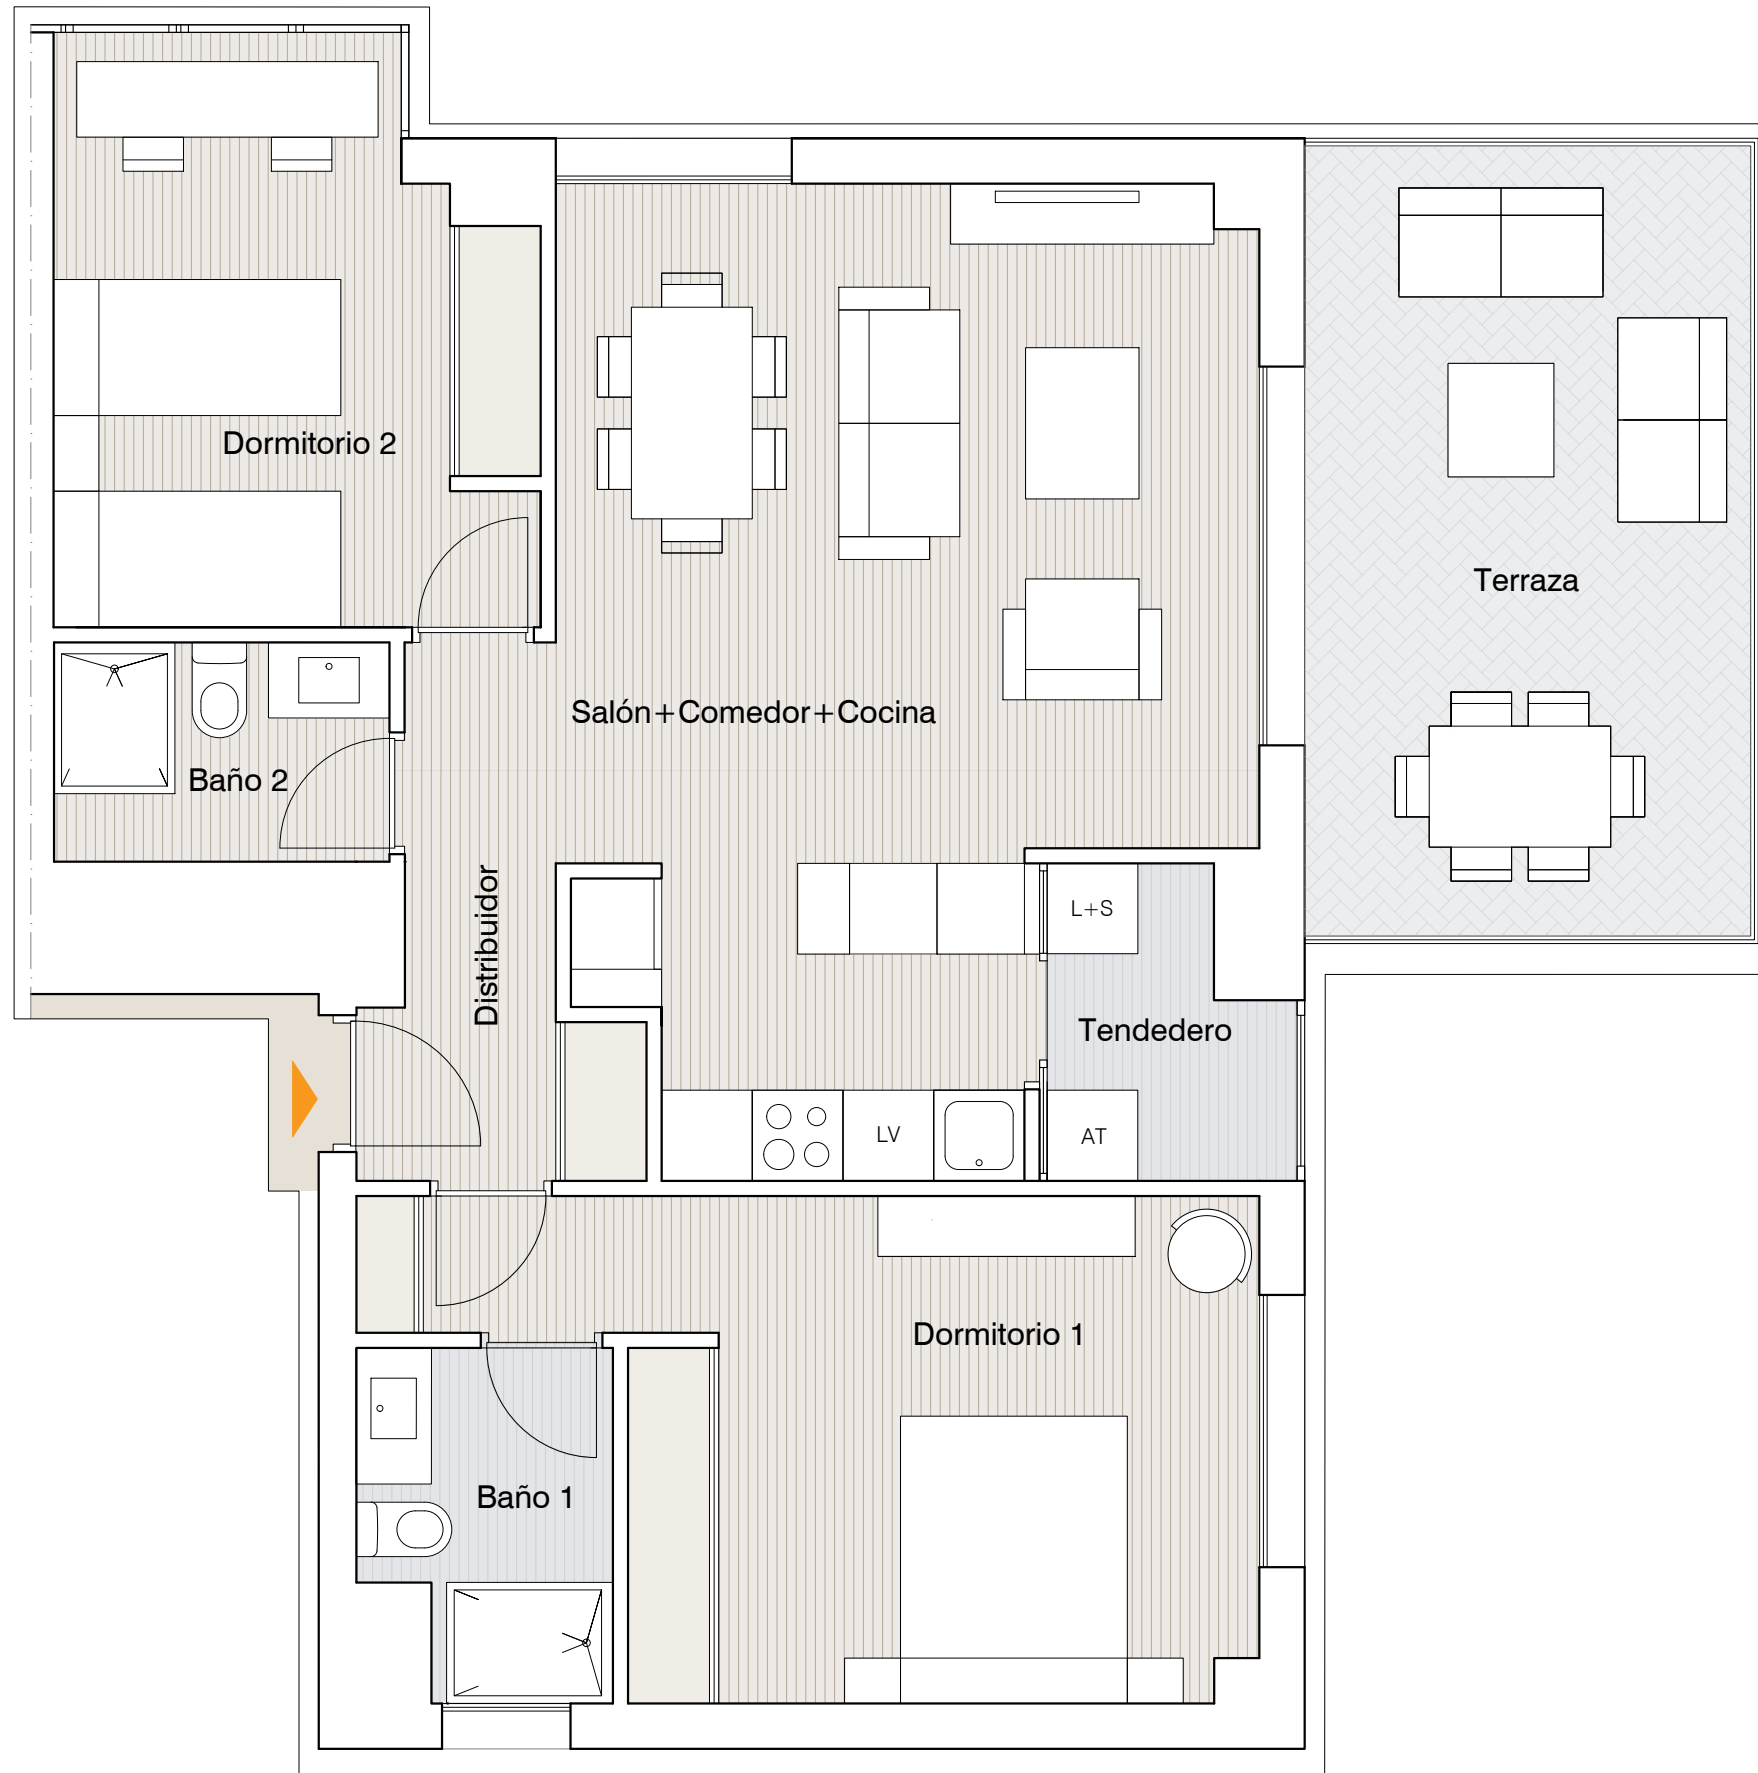 Dormitorio 2
Terraza
Salón+Comedor+Cocina
Baño 2
Distribuidor
L+S
Tendedero
LV
AT
Dormitorio 1
Baño 1